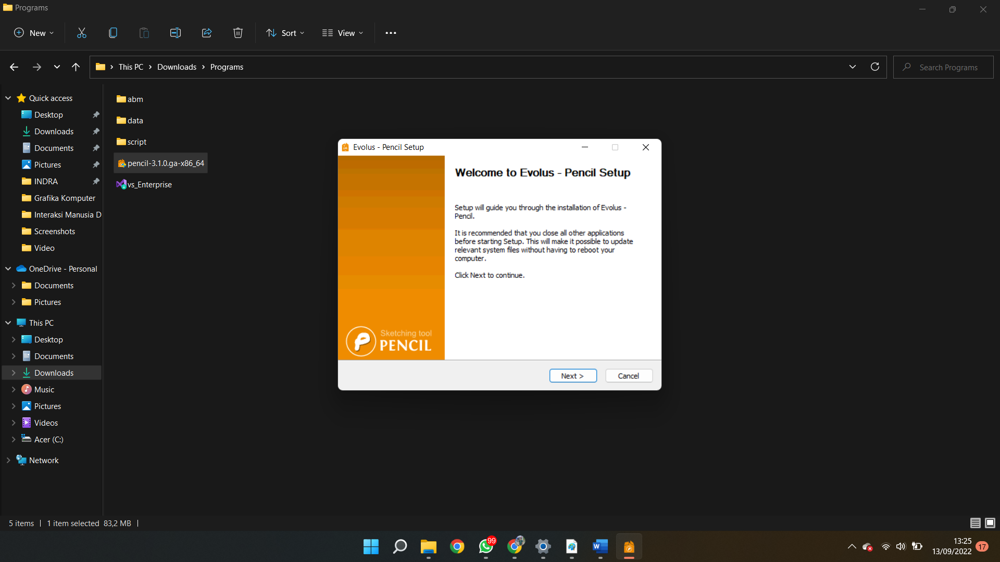 Programs
New
Sort
View
This PC
Downloads
Programs
Search Programs
Quick access
Desktop
Downloads
Documents
Pictures
INDRA
Grafika Komputer
Interaksi Manusia D
Screenshots
Video
OneDrive - Personal
Documents
Pictures
This PC
Desktop
Documents
Downloads
Music
Pictures
Videos
Acer (C:)
Network
abm
data
script
pencil-3.1.0.ga-x86_64
vs_Enterprise
Evolus - Pencil Setup
Welcome to Evolus - Pencil Setup
Setup will guide you through the installation of Evolus -
Pencil.
It is recommended that you close all other applications
before starting Setup. This will make it possible to update
relevant system files without having to reboot your
computer.
Click Next to continue.
Sketching tool
PENCIL
Next >
Cancel
5 items
1 item selected 83,2 MB
99
13:25
13/09/2022
17